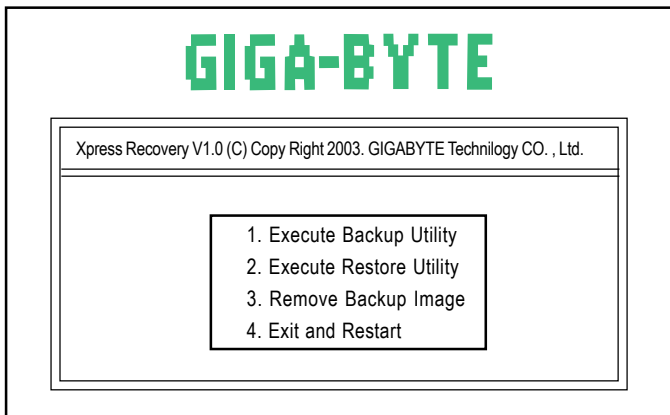 GIGA-BYTE
Xpress Recovery V1.0 (C) Copy Right 2003. GIGABYTE Technilogy CO. , Ltd.
1. Execute Backup Utility
2. Execute Restore Utility
3. Remove Backup Image
4. Exit and Restart